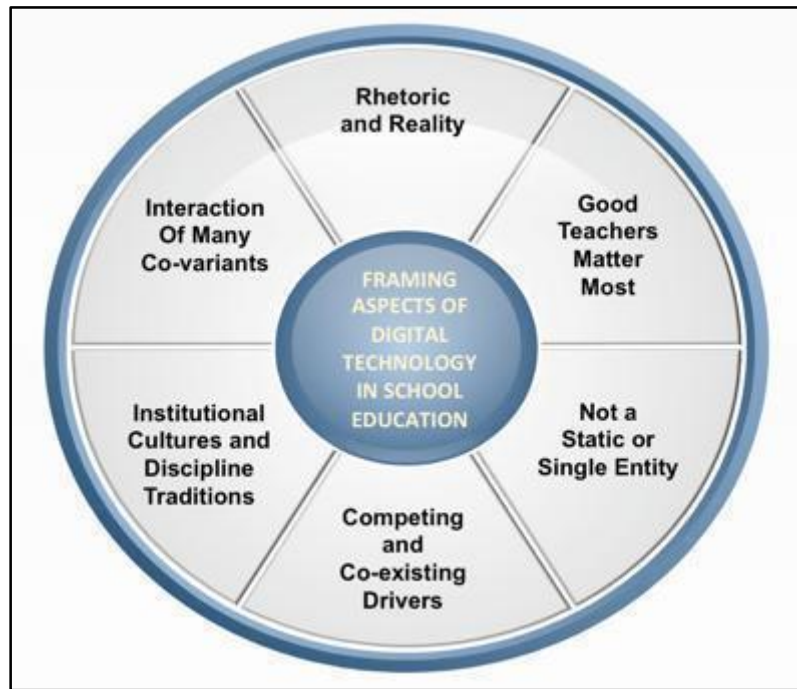 Rhetoric
and Reality
Good
Teachers
Matter
Most
Not a
Static or
Single Entity
Competing
and
Co-existing
Drivers
Institutional
Cultures and
Discipline
Traditions
Interaction
Of Many
Co-variants
FRAMING
ASPECTS OF
DIGITAL
TECHNOLOGY
IN SCHOOL
EDUCATION